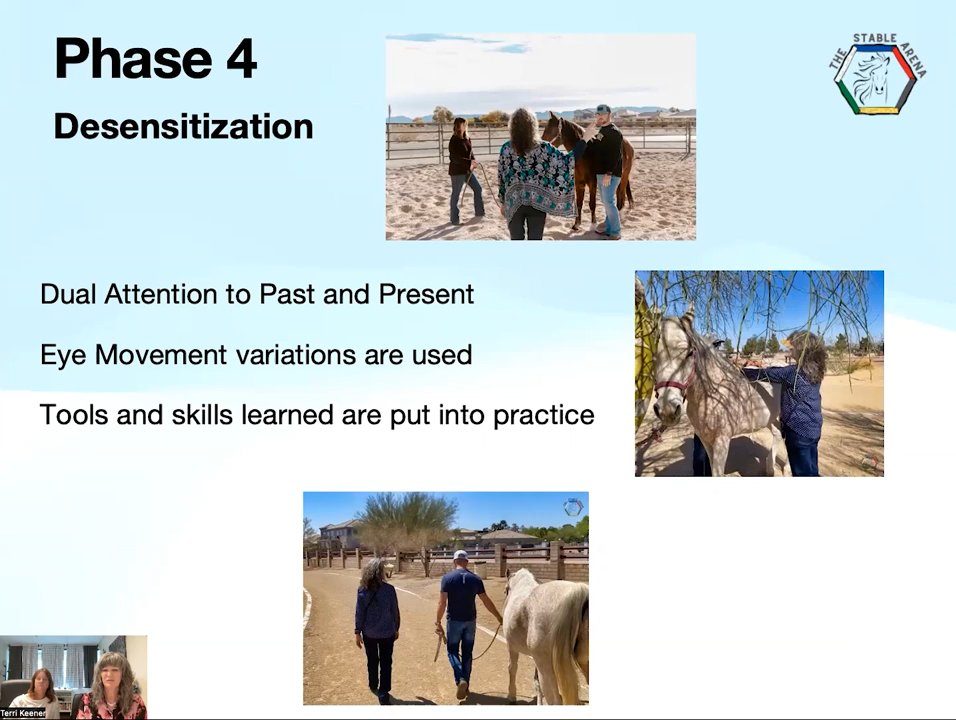 Phase 4
THE STABLE ARENA
Desensitization
Dual Attention to Past and Present
Eye Movement variations are used
Tools and skills learned are put into practice
Terri Keener